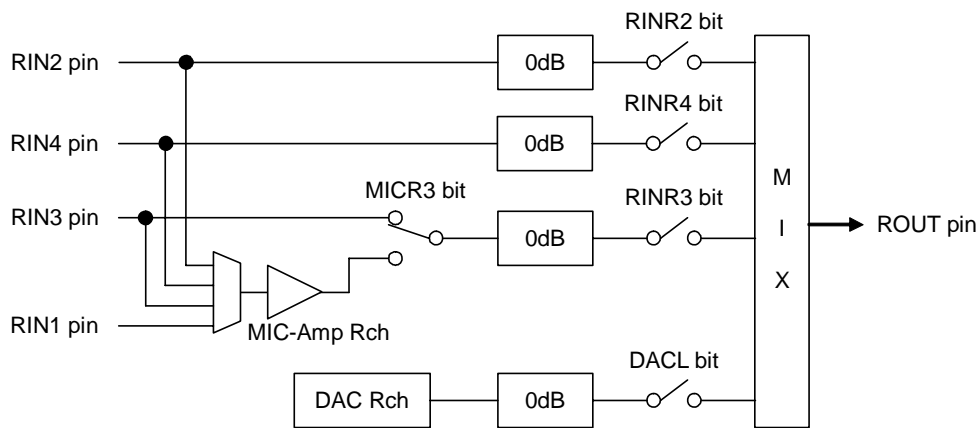 RINR2 bit
RIN2 pin
0dB
RINR4 bit
RIN4 pin
0dB
MICR3 bit
RINR3 bit
RIN3 pin
0dB
M
I
X
ROUT pin
RIN1 pin
MIC-Amp Rch
DACL bit
DAC Rch
0dB